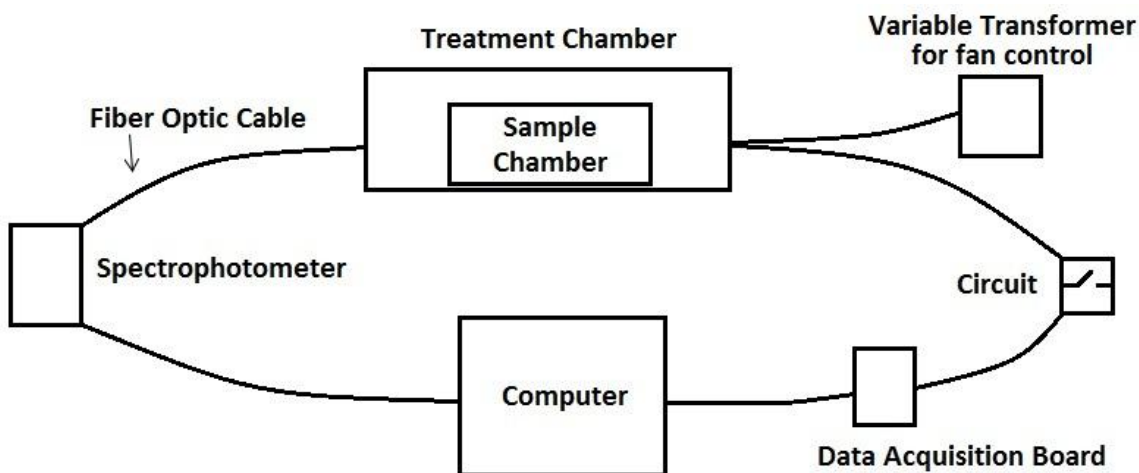 Treatment Chamber
Variable Transformer
for fan control
Fiber Optic Cable
Sample
Chamber
Spectrophotometer
Circuit
Computer
Data Acquisition Board